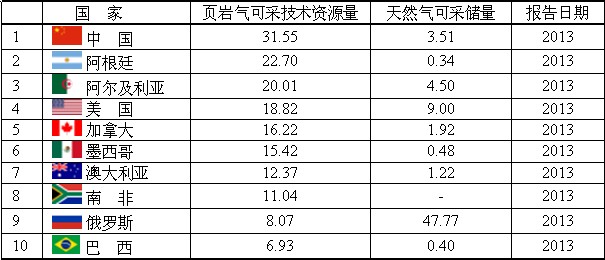 国 家 页岩气可采技术资源量 天然气可采储量 报告日期
1 中 国 31.55 3.51 2013
2 阿根廷 22.70 0.34 2013
3 阿尔及利亚 20.01 4.50 2013
4 美 国 18.82 9.00 2013
5 加拿大 16.22 1.92 2013
6 墨西哥 15.42 0.48 2013
7 澳大利亚 12.37 1.22 2013
8 南 非 11.04 - 2013
9 俄罗斯 8.07 47.77 2013
10 巴 西 6.93 0.40 2013